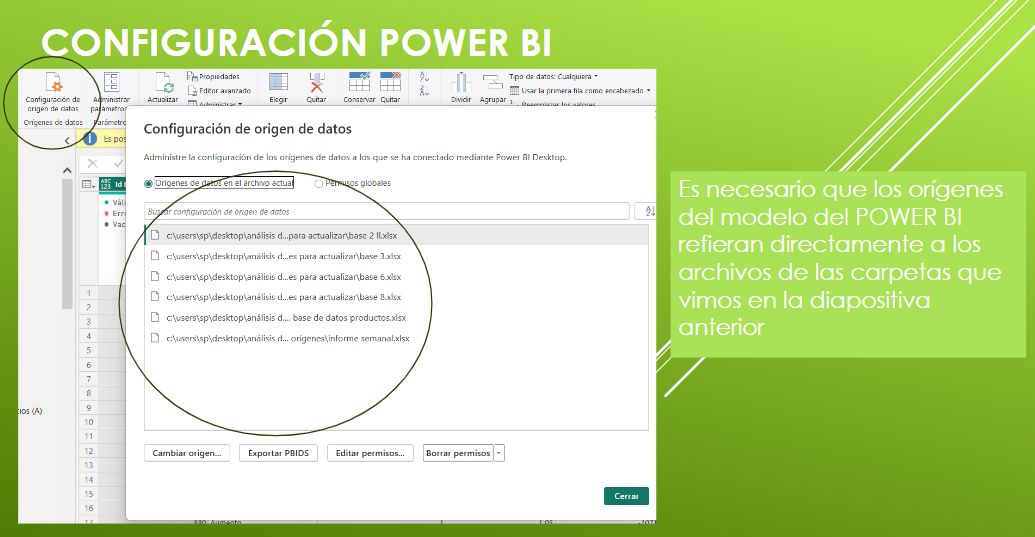 CONFIGURACIÓN POWER BI
Configuración de origen de datos
Administrar parámetros
Actualizar
Propiedades
Editor avanzado
Administrar
Elegir
Quitar
Conservar
Quitar
Dividir
Agrupar
Tipo de datos: Cualquiera
Usar la primera fila como encabezado
Reemplazar los valores
Orígenes de datos
Parámetro
Es pos
ABC
123
Id
Váli
Erro
Vac
1
2
3
4
5
6
7
8
9
10
11
12
13
14
15
16
17
cios (A)
Configuración de origen de datos
Administre la configuración de los orígenes de datos a los que se ha conectado mediante Power BI Desktop.
Orígenes de datos en el archivo actual
Permisos globales
Buscar configuración de origen de datos
c:\users\sp\desktop\análisis d...para actualizar\base 2 ll.xlsx
c:\users\sp\desktop\análisis d...es para actualizar\base 3.xlsx
c:\users\sp\desktop\análisis d...es para actualizar\base 6.xlsx
c:\users\sp\desktop\análisis d...es para actualizar\base 8.xlsx
c:\users\sp\desktop\análisis d.... base de datos productos.xlsx
c:\users\sp\desktop\análisis d... orígenes\informe semanal.xlsx
Cambiar origen...
Exportar PBIDS
Editar permisos...
Borrar permisos
Cerrar
330 Aumento
Es necesario que los orígenes
del modelo del POWER BI
refieran directamente a los
archivos de las carpetas que
vimos en la diapositiva
anterior